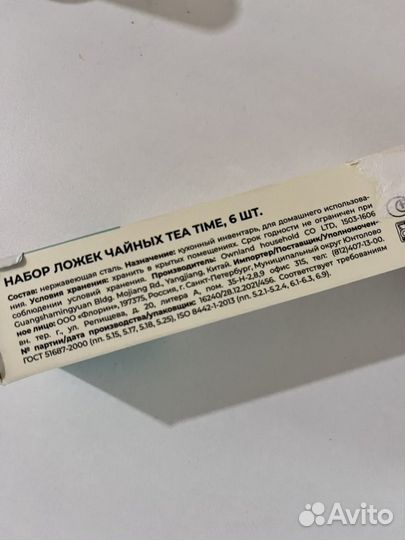 НАБОР ЛОЖЕК ЧАЙНЫХ TEA TIME, 6 ШТ.
Состав: нержавеющая сталь. Назначение: кухонный инвентарь, для домашнего использова-
ния. Условия хранения: хранить в крытых помещениях. Срок годности не ограничен при
соблюдении условий хранения. Производитель: Ownland household CO LTD, 1503-1606
Guangshamingyuan Bldg. Mojiang Rd., Yangjiang, Китай. Импортер/Поставщик/Уполномочен-
ное лицо: ООО «Флорни», 197375, Россия, г. Санкт-Петербург, Муниципальный округ Юнтолово
вн. тер. г., ул. Репищева, д. 20, литера А, пом. 35-Н-2,8,9 офис 315, тел. (812)407-13-00.
№ партии/дата производства/упаковщик: 16240/28.12.2021/456. Соответствует требованиям
ГОСТ 51687-2000 (пп. 5.15, 5.17, 5.18, 5.25), ISO 8442-1-2013 (пп. 5.2.1-5.2.4, 6.1-6.3, 6.9).
Avito